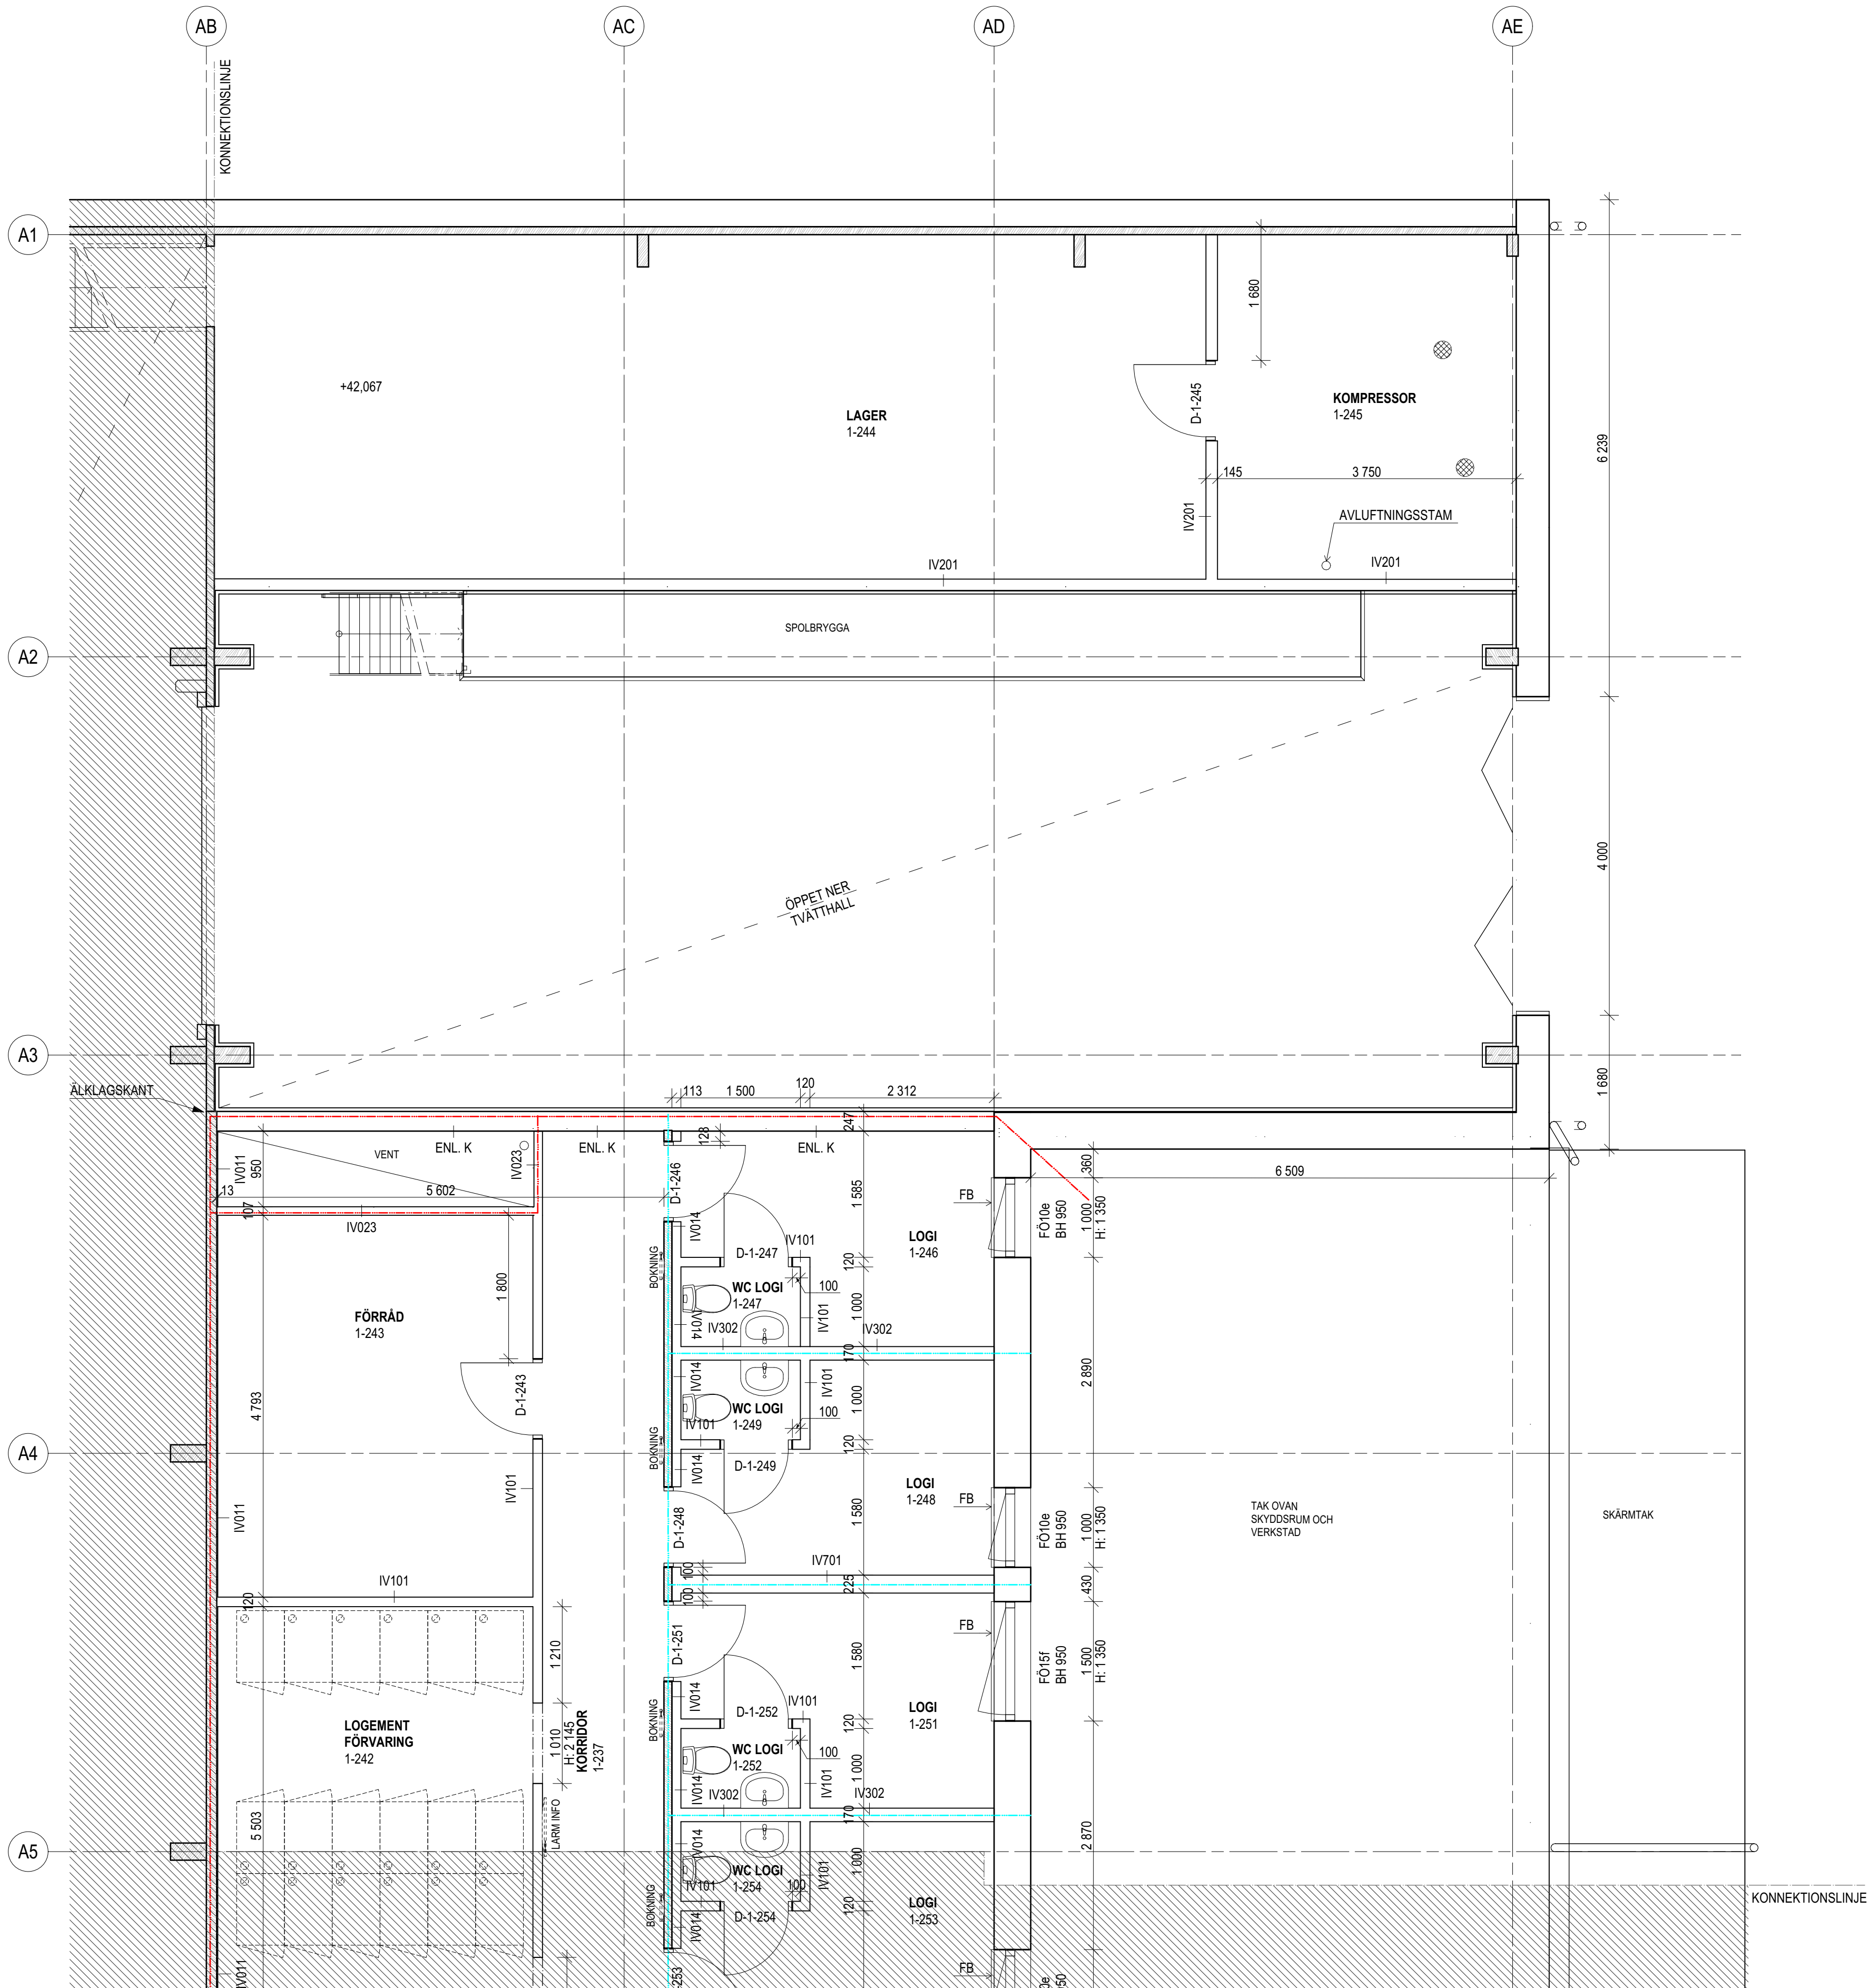 AB
AC
AD
AE
KONNEKTIONSLINJE
A1
1 680
+42,067
LAGER
1-244
D-1-245
KOMPRESSOR
1-245
6 239
145
3 750
IV201
AVLUFTNINGSSTAM
IV201
IV201
SPOLBRYGGA
A2
4 000
ÖPPET NER
TVÄTTHALL
A3
1 680
ÄLKLAGSKANT
113
1 500
120
2 312
247
128
VENT
ENL. K
ENL. K
ENL. K
IV011
950
IV023
13
5 602
107
IV023
D-1-246
1 585
FB
360
6 509
FÖ10e
BH 950
1 000
H: 1 350
IV014
BOKNING
D-1-247
IV101
LOGI
1-246
120
WC LOGI
1-247
100
1 000
IV014
IV302
IV101
IV302
170
1 800
FÖRRÅD
1-243
D-1-243
4 793
2 890
IV014
WC LOGI
1-249
IV101
100
1 000
IV101
BOKNING
120
IV014
D-1-249
A4
IV101
IV011
LOGI
1-248
1 580
FB
D-1-248
FÖ10e
BH 950
1 000
H: 1 350
TAK OVAN
SKYDDSRUM OCH
VERKSTAD
SKÄRMTAK
IV701
100
100
225
430
IV101
120
D-1-251
FB
1 580
FÖ15f
BH 950
1 500
H: 1 350
1 210
LOGEMENT
FÖRVARING
1-242
1 010
H: 2 145
KORRIDOR
1-237
IV014
BOKNING
D-1-252
IV101
LOGI
1-251
120
WC LOGI
1-252
100
1 000
IV014
IV302
IV101
IV302
170
5 503
LARM INFO
2 870
A5
IV014
WC LOGI
1-254
IV101
100
1 000
IV101
BOKNING
120
IV014
D-1-254
LOGI
1-253
KONNEKTIONSLINJE
IV011
FB